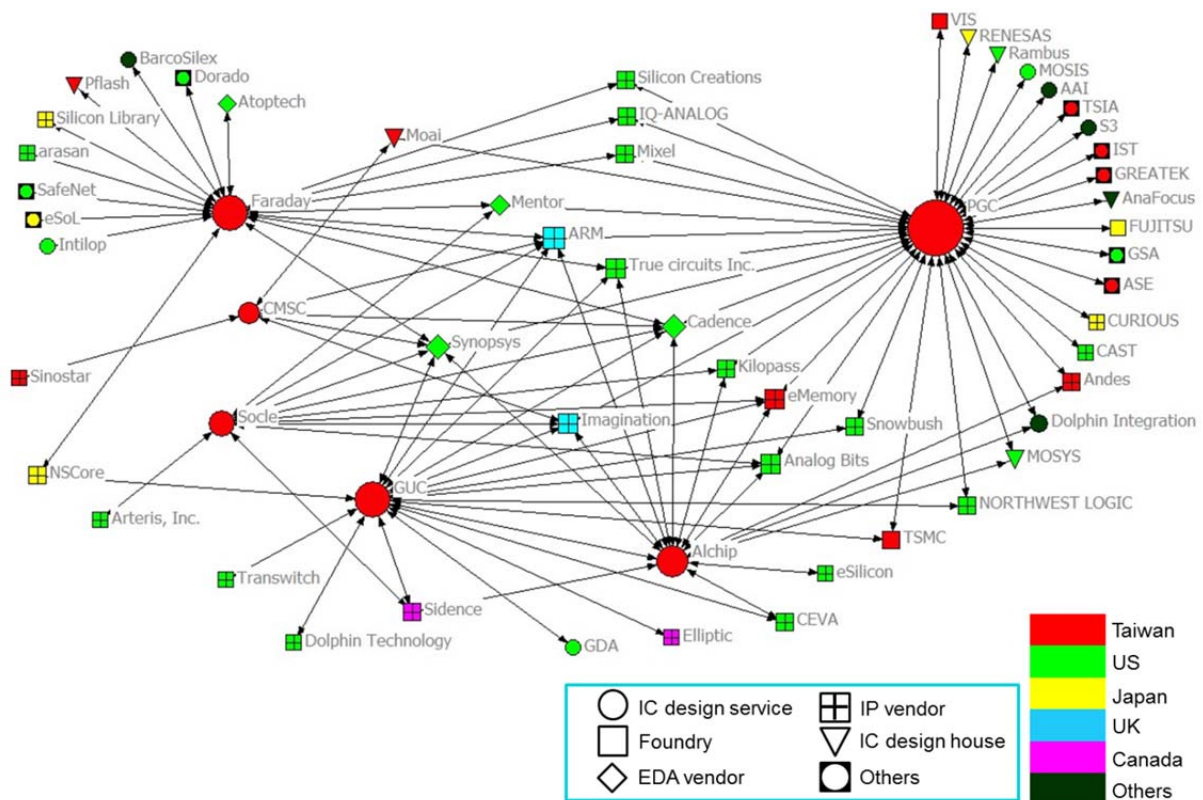 VIS
RENESAS
Rambus
MOSIS
AAI
TSIA
S3
IST
GREATEK
AnaFocus
FUJITSU
GSA
ASE
CURIOUS
CAST
Andes
Dolphin Integration
MOSYS
NORTHWEST LOGIC
TSMC
PGC
BarcoSilex
Dorado
Pflash
Atoptech
Silicon Library
arasan
SafeNet
eSoL
Intilop
Faraday
Silicon Creations
IQ-ANALOG
Mixel
Moai
Mentor
ARM
True circuits Inc.
CMSC
Synopsys
Cadence
Sinostar
Kilopass
eMemory
Socle
Imagination
Snowbush
Analog Bits
NSCore
GUC
Arteris, Inc.
Alchip
eSilicon
Transwitch
Sidence
CEVA
Dolphin Technology
GDA
Elliptic
IC design service
IP vendor
Foundry
IC design house
EDA vendor
Others
Taiwan
US
Japan
UK
Canada
Others